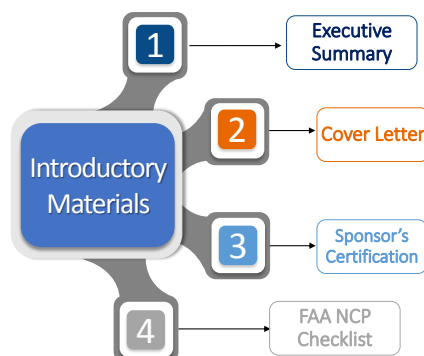 Introductory
Materials
1
Executive
Summary
2
Cover Letter
3
Sponsor's
Certification
4
FAA NCP
Checklist